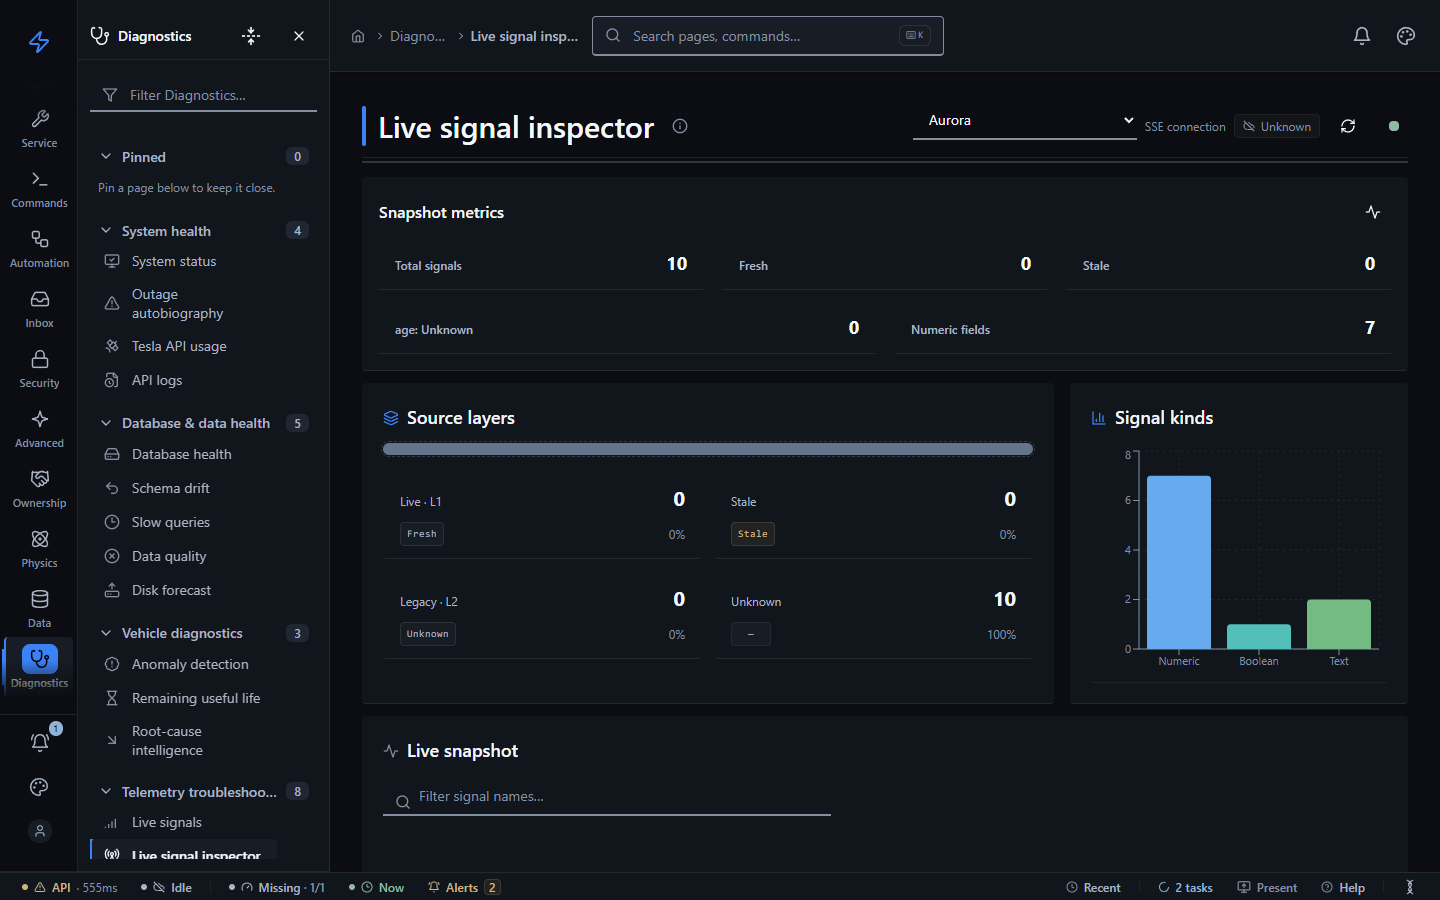 Service
Commands
Automation
Inbox
Security
Advanced
Ownership
Physics
Data
Diagnostics
1
Diagnostics
Filter Diagnostics...
Pinned 0
Pin a page below to keep it close.
System health 4
System status
Outage
autobiography
Tesla API usage
API logs
Database & data health 5
Database health
Schema drift
Slow queries
Data quality
Disk forecast
Vehicle diagnostics 3
Anomaly detection
Remaining useful life
Root-cause
intelligence
Telemetry troubleshoo... 8
Live signals
Live signal inspector
Diagno... Live signal insp...
Search pages, commands... K
Live signal inspector
Aurora
SSE connection Unknown
Snapshot metrics
Total signals 10
Fresh 0
Stale 0
age: Unknown 0
Numeric fields 7
Source layers
Live · L1 0
Fresh 0%
Stale 0
Stale 0%
Legacy · L2 0
Unknown 0%
Unknown 10
– 100%
Signal kinds
8
6
4
2
0
Numeric Boolean Text
Live snapshot
Filter signal names...
API · 555ms Idle Missing · 1/1 Now Alerts 2 Recent 2 tasks Present Help